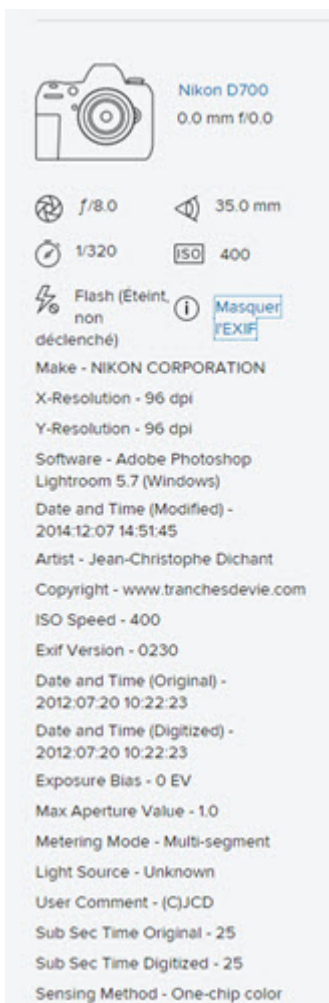 Nikon D700
0.0 mm f/0.0
ƒ/8.0
35.0 mm
1/320
ISO 400
Flash (Éteint,
non
déclenché)
i
Masquer
l'EXIF
Make - NIKON CORPORATION
X-Resolution - 96 dpi
Y-Resolution - 96 dpi
Software - Adobe Photoshop
Lightroom 5.7 (Windows)
Date and Time (Modified) -
2014:12:07 14:51:45
Artist - Jean-Christophe Dichant
Copyright - www.tranchesdevie.com
ISO Speed - 400
Exif Version - 0230
Date and Time (Original) -
2012:07:20 10:22:23
Date and Time (Digitized) -
2012:07:20 10:22:23
Exposure Bias - 0 EV
Max Aperture Value - 1.0
Metering Mode - Multi-segment
Light Source - Unknown
User Comment - (C)JCD
Sub Sec Time Original - 25
Sub Sec Time Digitized - 25
Sensing Method - One-chip color